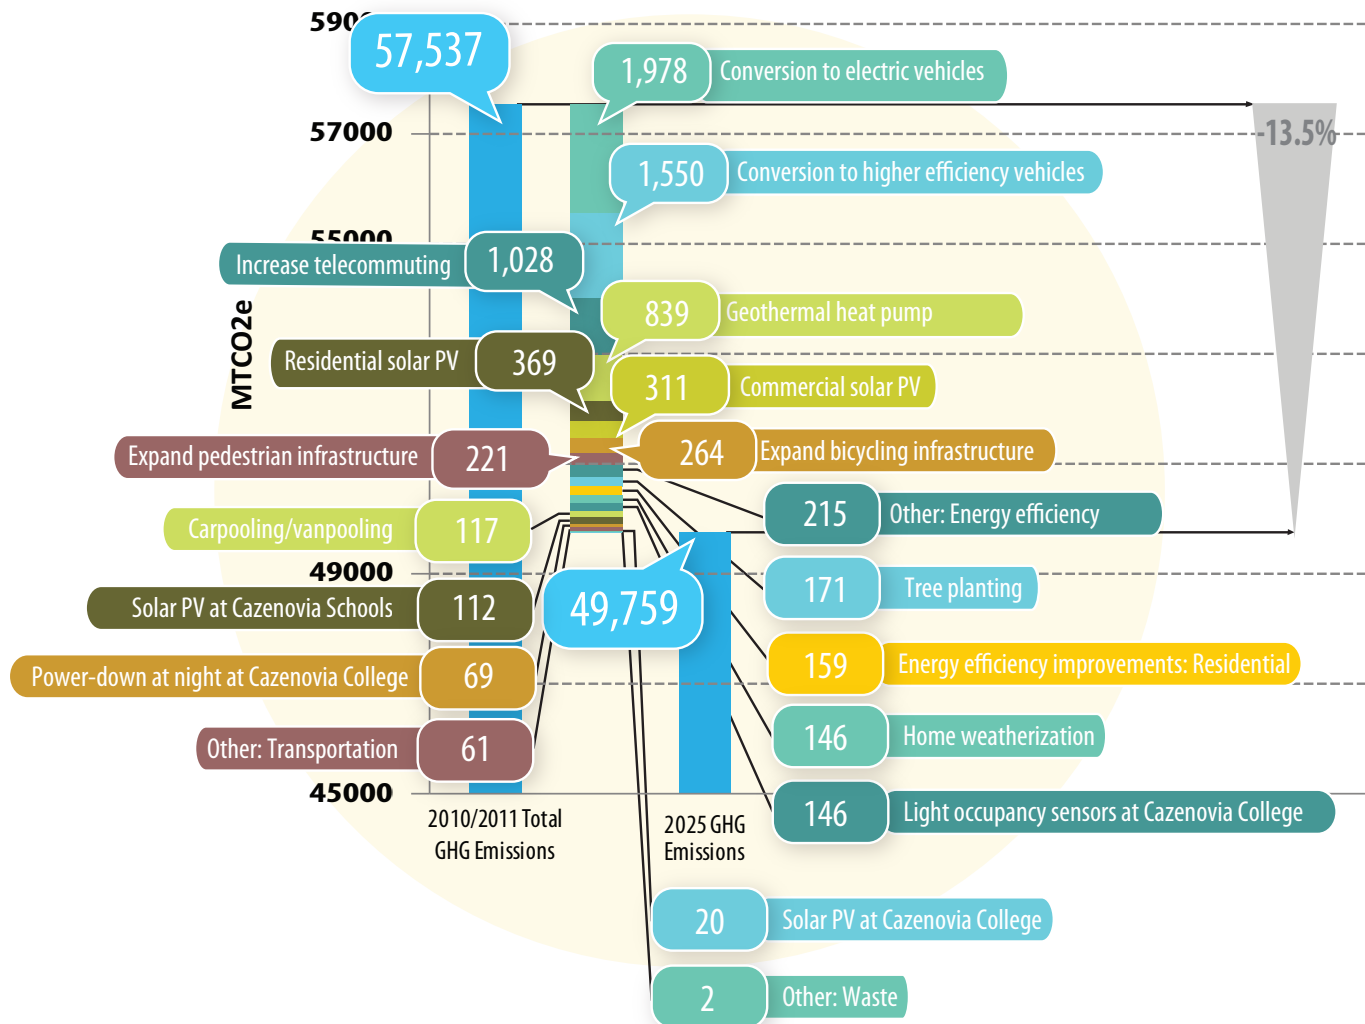 5900
57,537
1,978 Conversion to electric vehicles
57000
-13.5%
1,550 Conversion to higher efficiency vehicles
55000
Increase telecommuting 1,028
839 Geothermal heat pump
MTCO2e
Residential solar PV 369
311 Commercial solar PV
Expand pedestrian infrastructure 221
264 Expand bicycling infrastructure
215 Other: Energy efficiency
Carpooling/vanpooling 117
49000
171 Tree planting
Solar PV at Cazenovia Schools 112
49,759
159 Energy efficiency improvements: Residential
Power-down at night at Cazenovia College 69
146 Home weatherization
Other: Transportation 61
45000
146 Light occupancy sensors at Cazenovia College
2010/2011 Total
GHG Emissions
2025 GHG
Emissions
20 Solar PV at Cazenovia College
2 Other: Waste